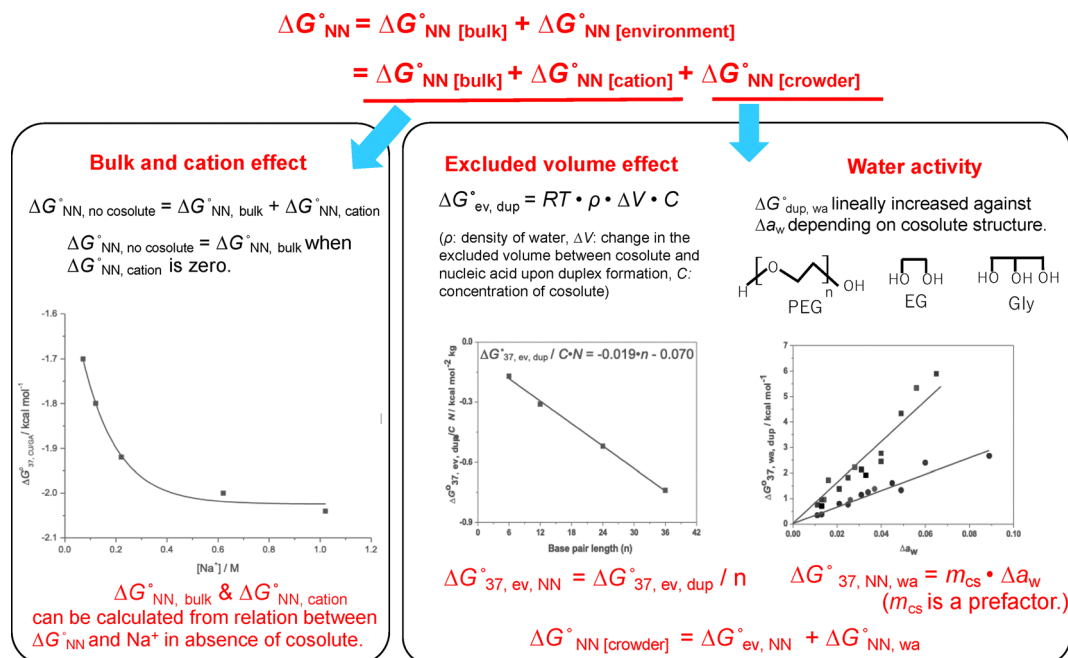 ΔG°NN = ΔG°NN [bulk] + ΔG°NN [environment]
= ΔG°NN [bulk] + ΔG°NN [cation] + ΔG°NN [crowder]
Bulk and cation effect
ΔG°NN, no cosolute = ΔG°NN, bulk + ΔG°NN, cation
ΔG°NN, no cosolute = ΔG°NN, bulk when
ΔG°NN, cation is zero.
ΔG°37, CU/GA / kcal mol⁻¹
-1.6
-1.7
-1.8
-1.9
-2.0
-2.1
0.0 0.2 0.4 0.6 0.8 1.0 1.2
[Na⁺] / M
ΔG°NN, bulk & ΔG°NN, cation
can be calculated from relation between
ΔG°NN and Na⁺ in absence of cosolute.
Excluded volume effect
ΔG°ev, dup = RT • ρ • ΔV • C
(ρ: density of water, ΔV: change in the
excluded volume between cosolute and
nucleic acid upon duplex formation, C:
concentration of cosolute)
ΔG°37, ev, dup / C•N = -0.019•n - 0.070
ΔG°37, ev, dup/C N/ kcal mol⁻² kg
0.0
-0.3
-0.6
-0.9
6 12 18 24 30 36 42
Base pair length (n)
ΔG°37, ev, NN = ΔG°37, ev, dup / n
Water activity
ΔG°dup, wa lineally increased against
Δaw depending on cosolute structure.
H [ O ] n OH
PEG
HO OH
EG
HO OH OH
Gly
ΔG°37, wa, dup / kcal mol⁻¹
7
6
5
4
3
2
1
0
0.00 0.02 0.04 0.06 0.08 0.10
Δaw
ΔG°37, NN, wa = mcs • Δaw
(mcs is a prefactor.)
ΔG°NN [crowder] = ΔG°ev, NN + ΔG°NN, wa